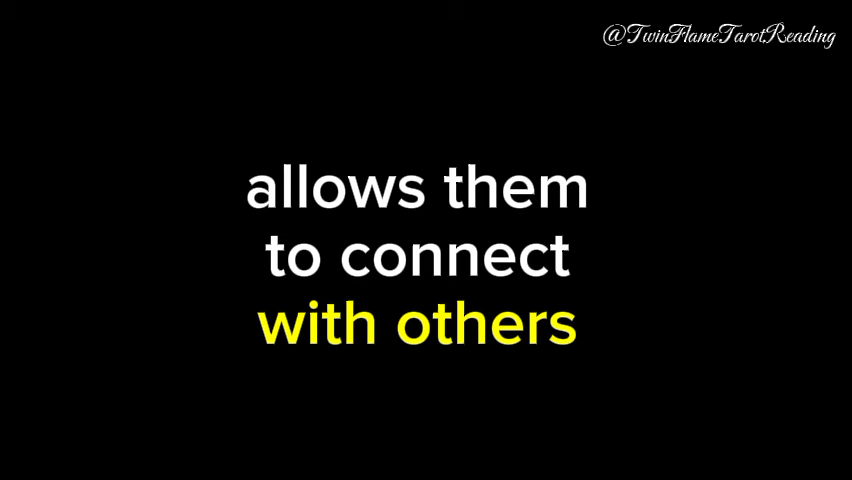 @TwinFlameTarotReading
allows them
to connect
with others